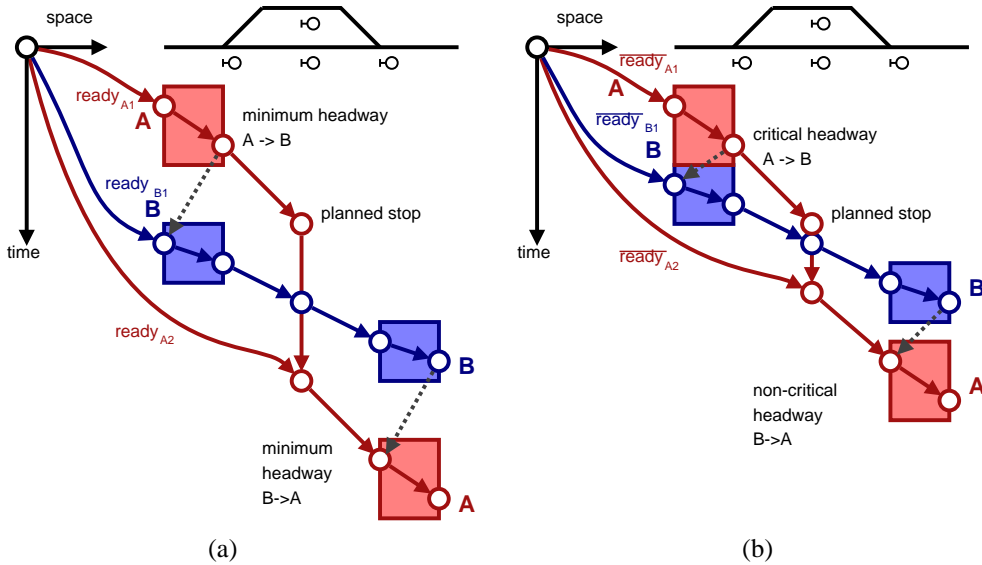 space
ready A1
A
minimum headway
A -> B
ready B1
B
planned stop
time
ready A2
B
minimum
headway
B->A
A
(a)
space
ready A1
A
ready B1
critical headway
B
A -> B
planned stop
time
ready A2
B
non-critical
headway
B->A
A
(b)